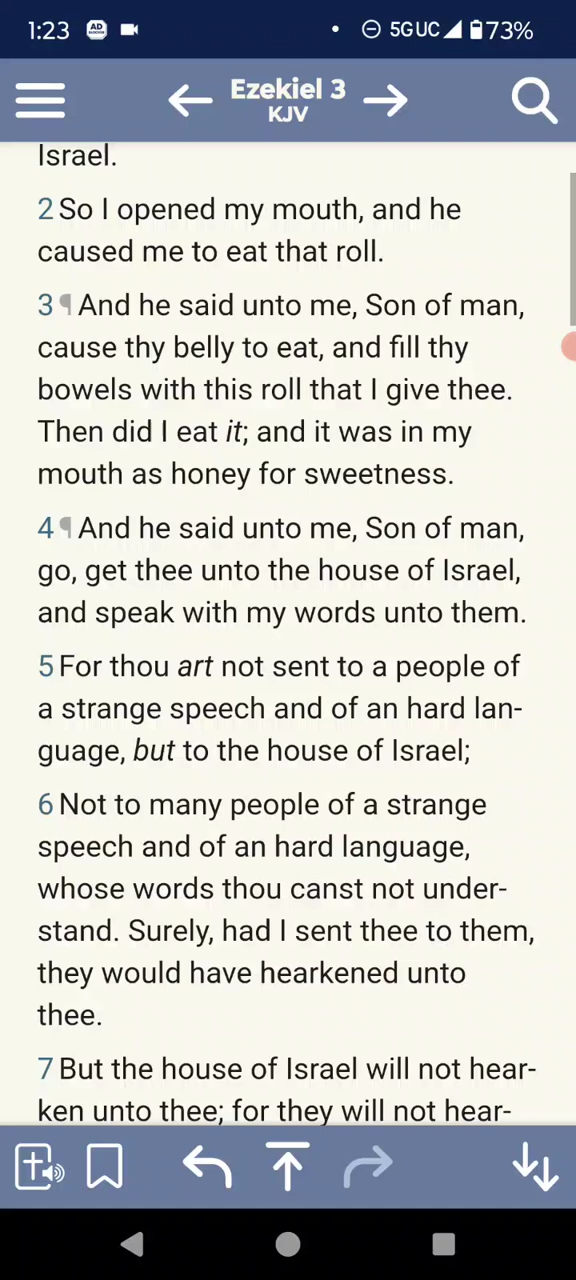 1:23 AD 5G UC 73%
Ezekiel 3
KJV
Israel.
2 So I opened my mouth, and he
caused me to eat that roll.
3 ¶ And he said unto me, Son of man,
cause thy belly to eat, and fill thy
bowels with this roll that I give thee.
Then did I eat it; and it was in my
mouth as honey for sweetness.
4 ¶ And he said unto me, Son of man,
go, get thee unto the house of Israel,
and speak with my words unto them.
5 For thou art not sent to a people of
a strange speech and of an hard lan-
guage, but to the house of Israel;
6 Not to many people of a strange
speech and of an hard language,
whose words thou canst not under-
stand. Surely, had I sent thee to them,
they would have hearkened unto
thee.
7 But the house of Israel will not hear-
ken unto thee; for they will not hear-